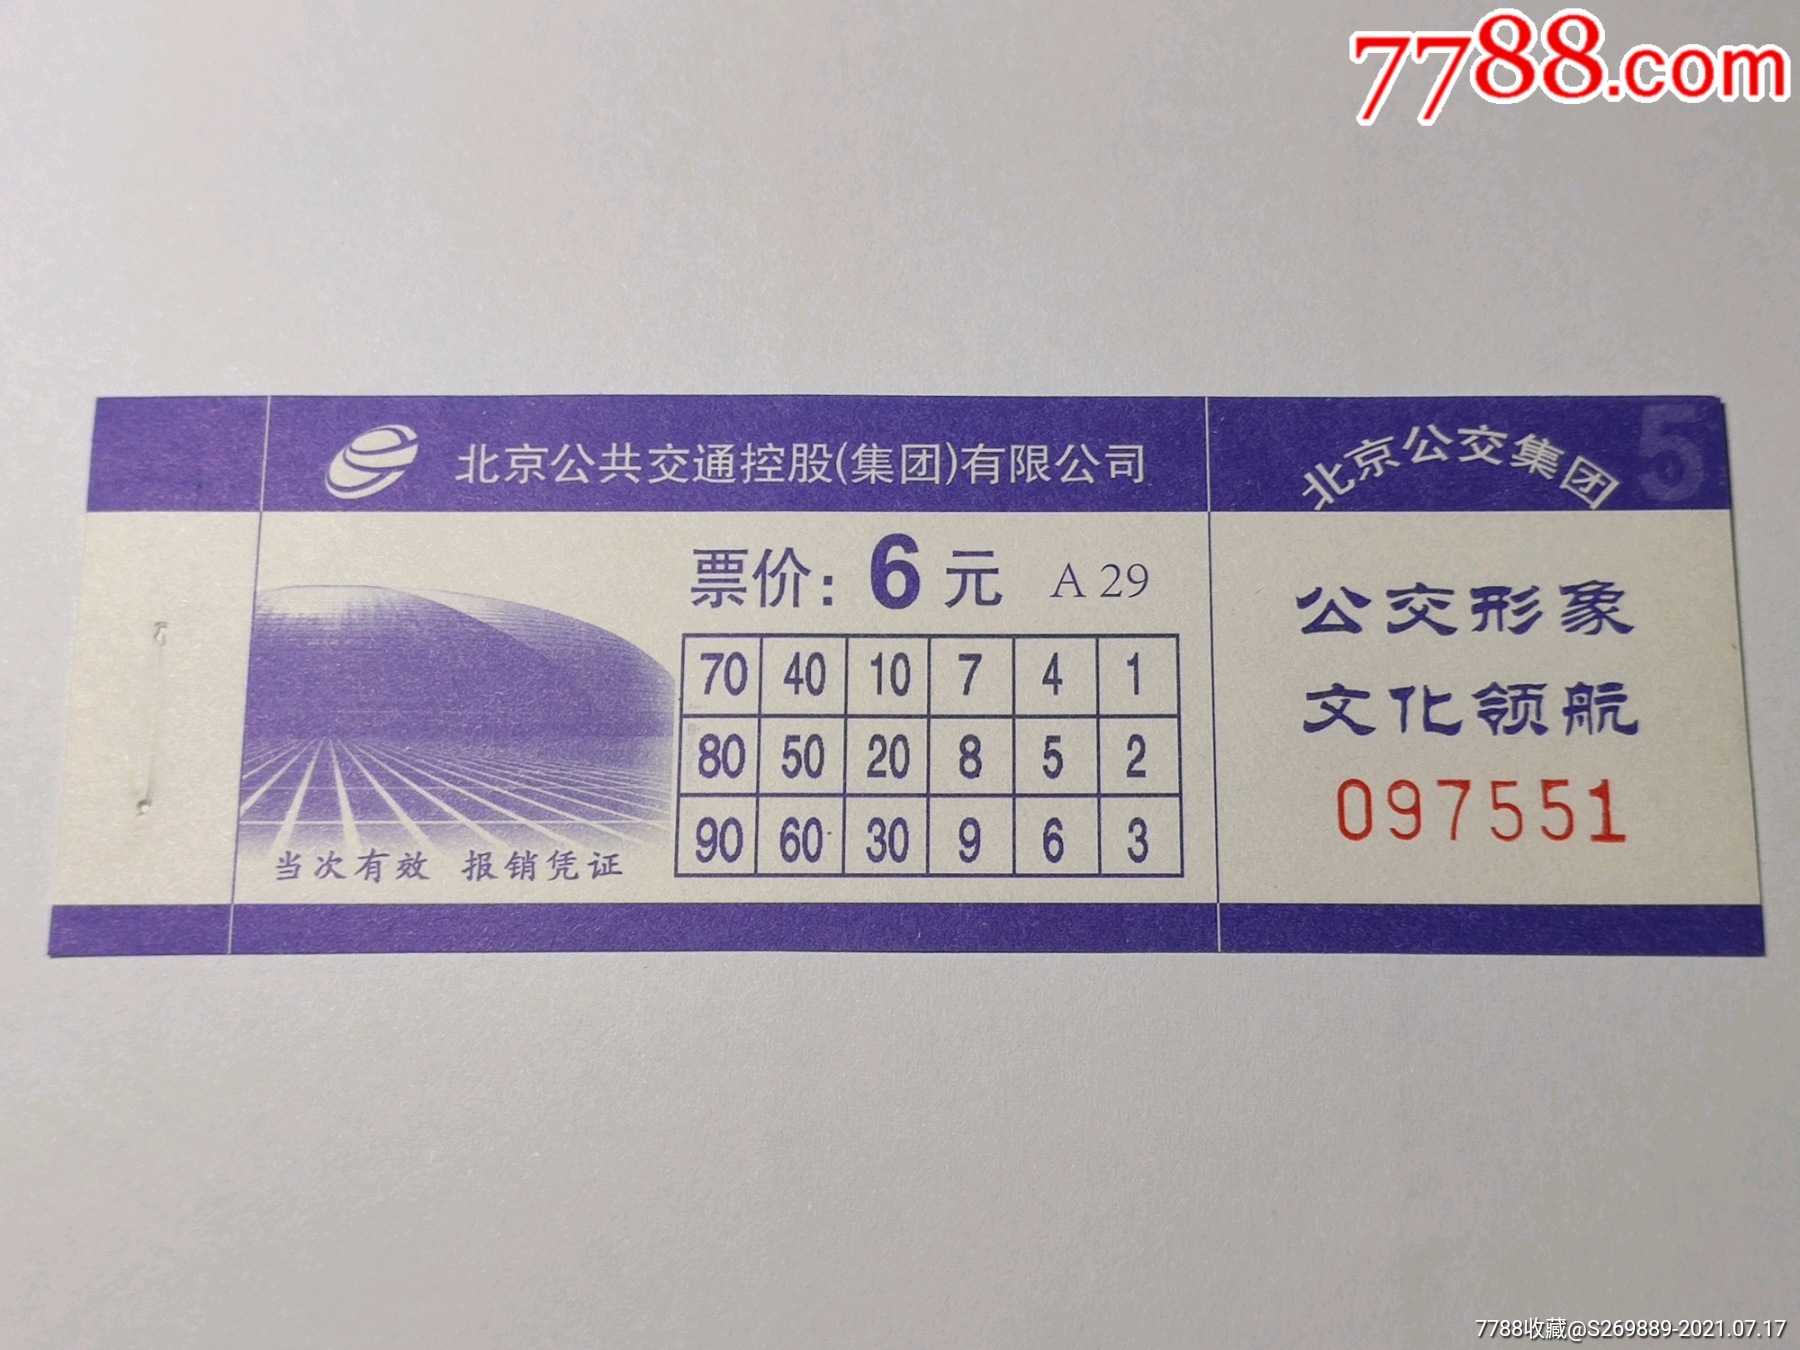 7788.com
北京公共交通控股(集团)有限公司
北京公交集团
5
票价: 6 元 A 29
70 40 10 7 4 1
80 50 20 8 5 2
90 60 30 9 6 3
当次有效 报销凭证
公交形象
文化领航
097551
7788收藏@S269889-2021.07.17